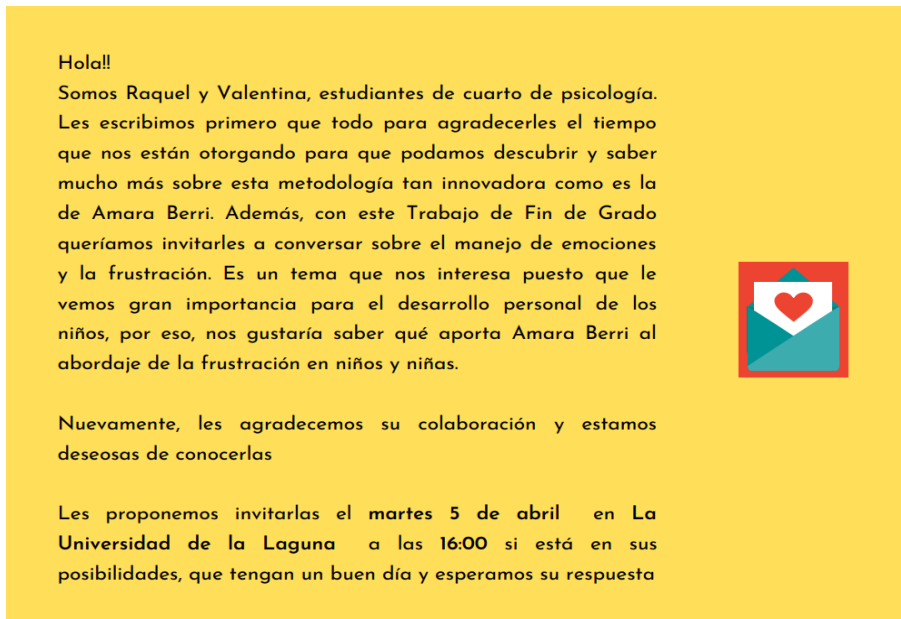 Hola!!
Somos Raquel y Valentina, estudiantes de cuarto de psicología.
Les escribimos primero que todo para agradecerles el tiempo
que nos están otorgando para que podamos descubrir y saber
mucho más sobre esta metodología tan innovadora como es la
de Amara Berri. Además, con este Trabajo de Fin de Grado
queríamos invitarles a conversar sobre el manejo de emociones
y la frustración. Es un tema que nos interesa puesto que le
vemos gran importancia para el desarrollo personal de los
niños, por eso, nos gustaría saber qué aporta Amara Berri al
abordaje de la frustración en niños y niñas.
Nuevamente, les agradecemos su colaboración y estamos
deseosas de conocerlas
Les proponemos invitarlas el martes 5 de abril en La
Universidad de la Laguna a las 16:00 si está en sus
posibilidades, que tengan un buen día y esperamos su respuesta